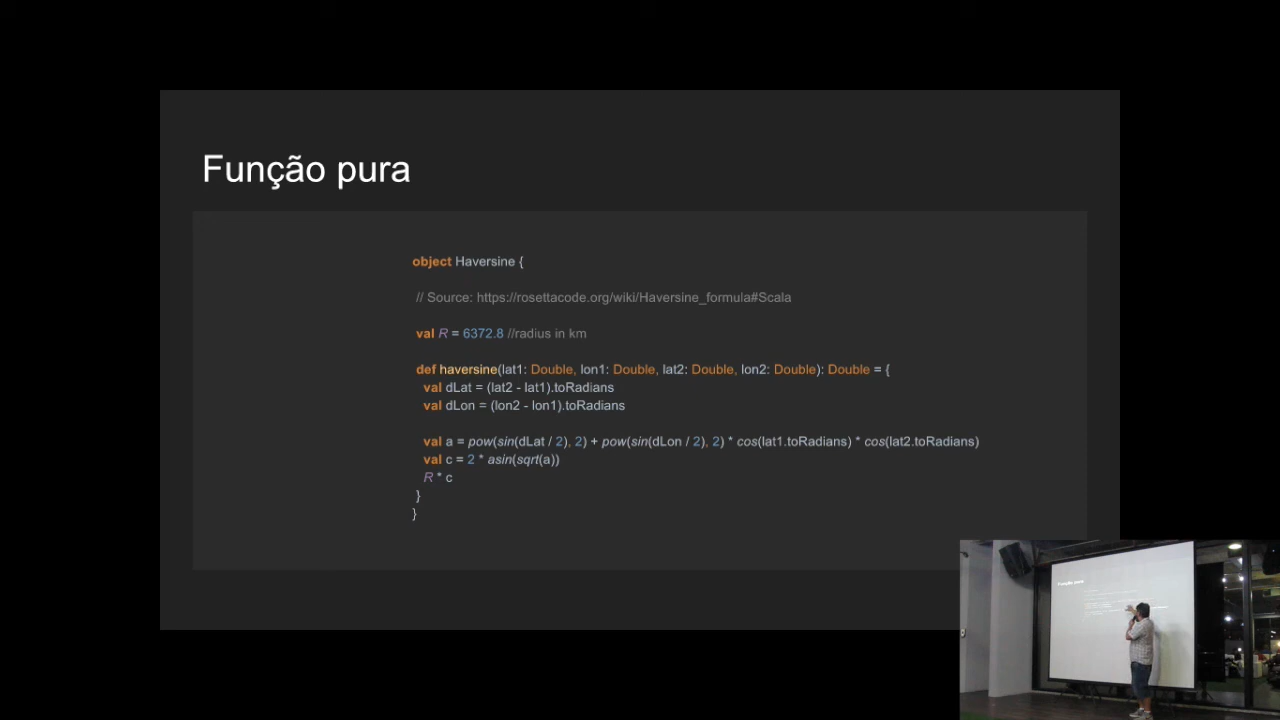 Função pura
object Haversine {
// Source: https://rosettacode.org/wiki/Haversine_formula#Scala
val R = 6372.8 //radius in km
def haversine(lat1: Double, lon1: Double, lat2: Double, lon2: Double): Double = {
val dLat = (lat2 - lat1).toRadians
val dLon = (lon2 - lon1).toRadians
val a = pow(sin(dLat / 2), 2) + pow(sin(dLon / 2), 2) * cos(lat1.toRadians) * cos(lat2.toRadians)
val c = 2 * asin(sqrt(a))
R * c
}
}
Função pura